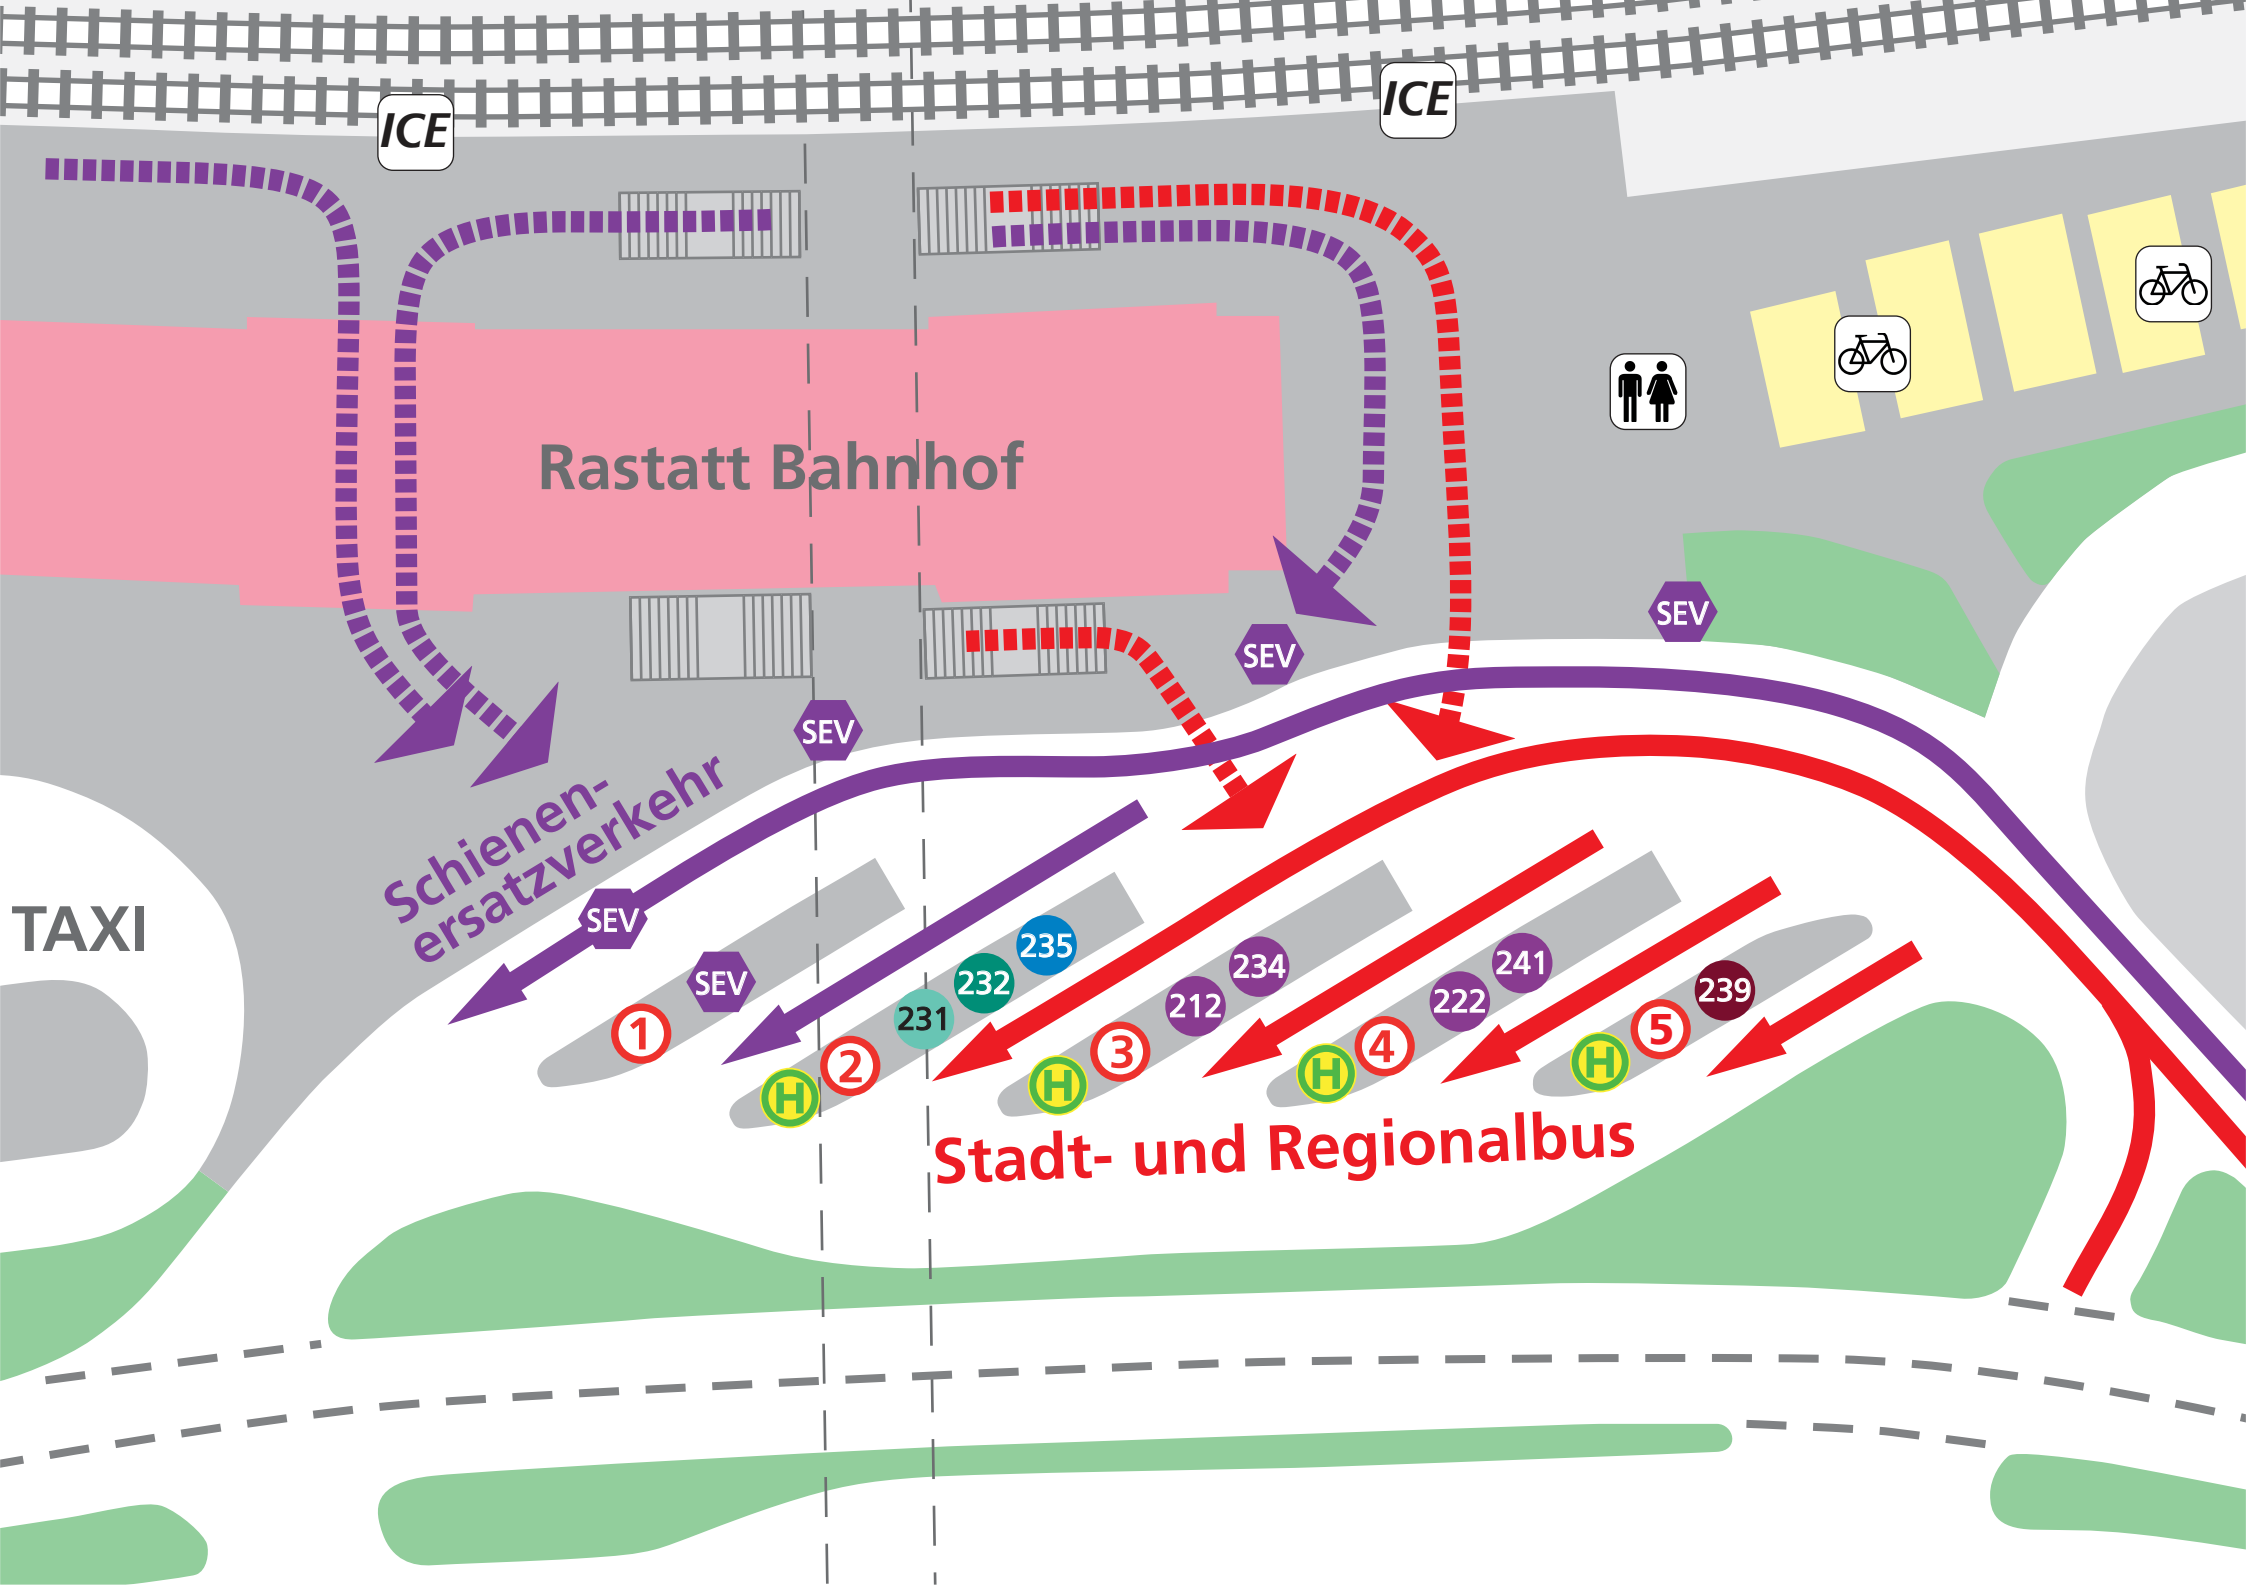 ICE
ICE
Rastatt Bahnhof
SEV
SEV
SEV
Schienen-
ersatzverkehr
SEV
TAXI
SEV
235
232
231
234
212
241
222
239
1
2
3
4
5
H
H
H
H
Stadt- und Regionalbus